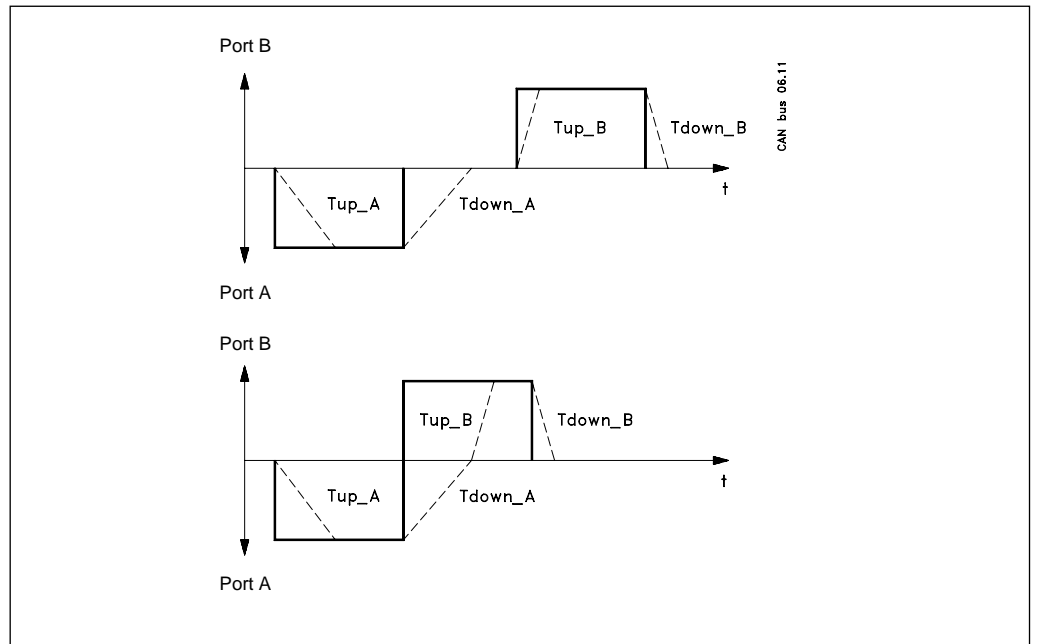 Port B
CAN bus 06.11
Tup_B
Tdown_B
t
Tup_A
Tdown_A
Port A
Port B
Tup_B
Tdown_B
t
Tup_A
Tdown_A
Port A